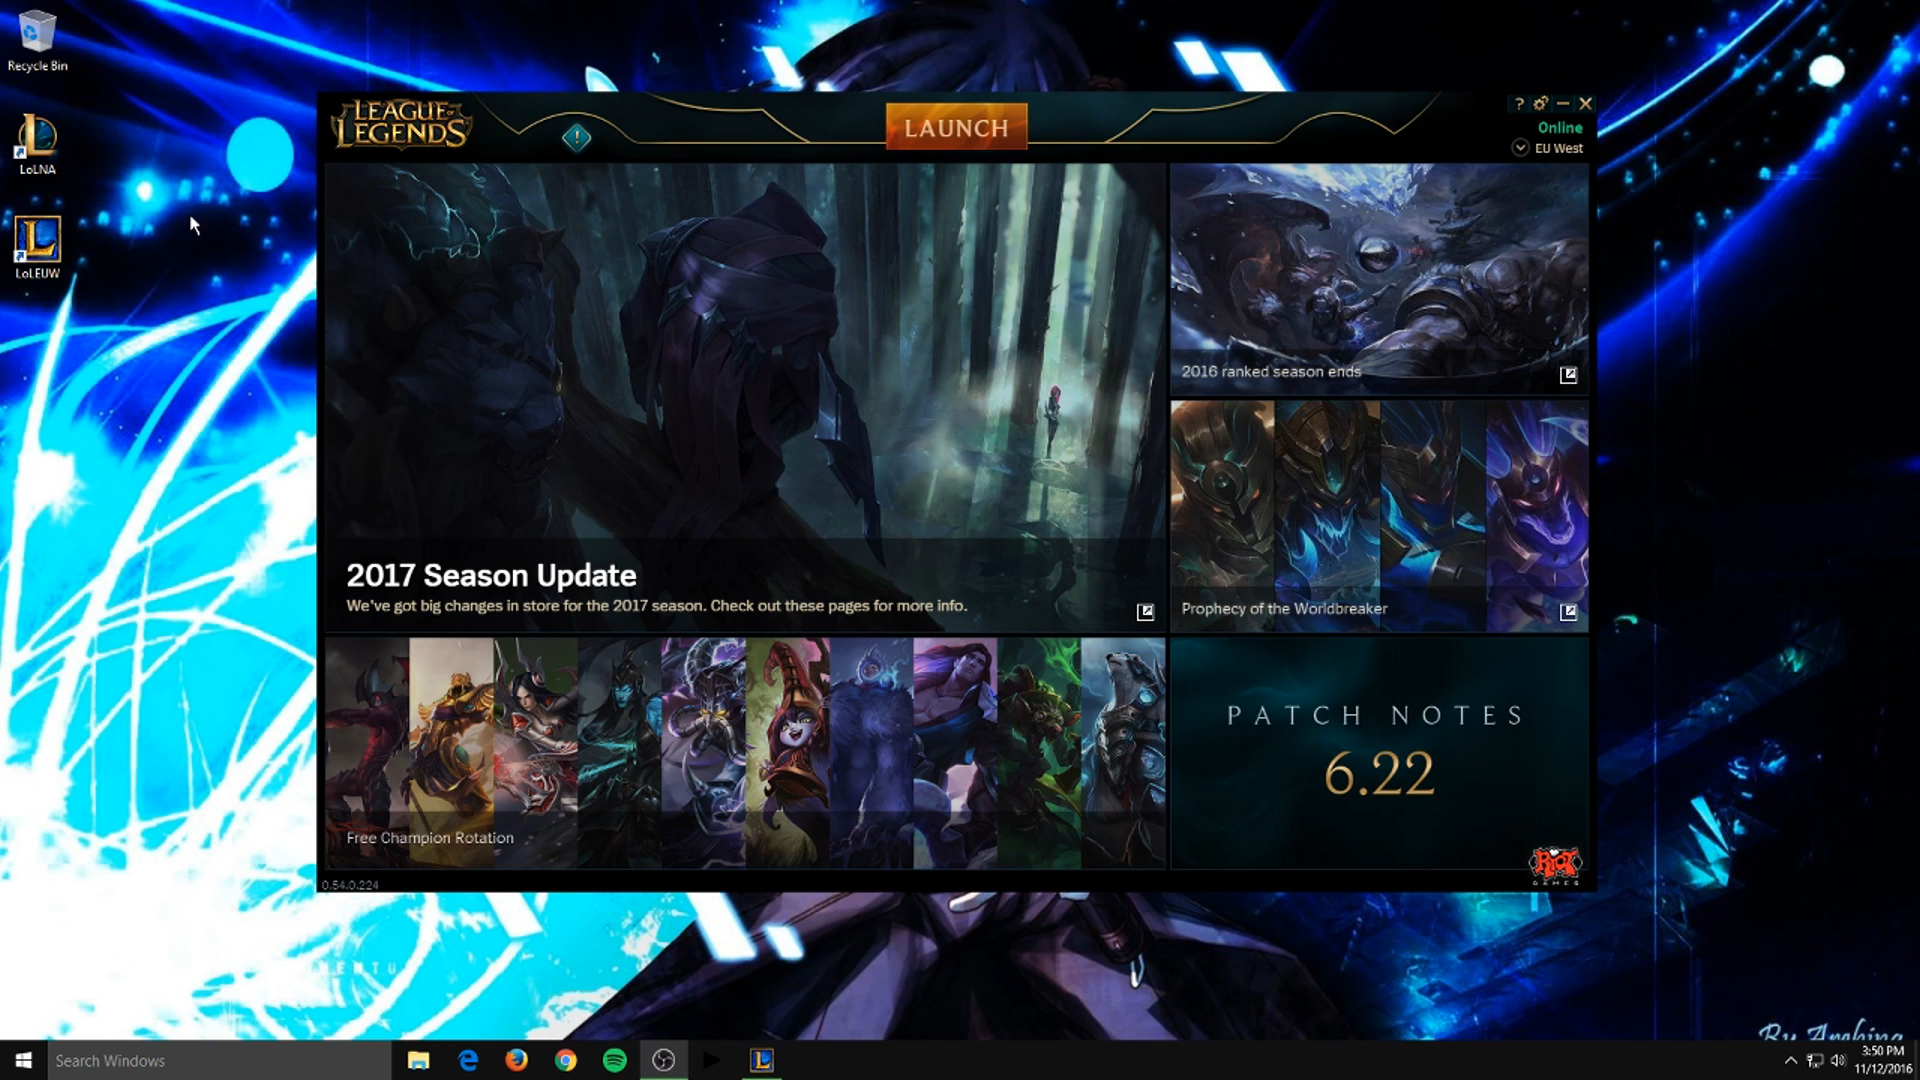 Recycle Bin
LoLNA
LoLEUW
LEAGUE of LEGENDS
!
LAUNCH
?
Online
EU West
2017 Season Update
We've got big changes in store for the 2017 season. Check out these pages for more info.
2016 ranked season ends
Prophecy of the Worldbreaker
Free Champion Rotation
PATCH NOTES
6.22
RIOT
GAMES
0.54.0.224
Search Windows
3:50 PM
11/12/2016